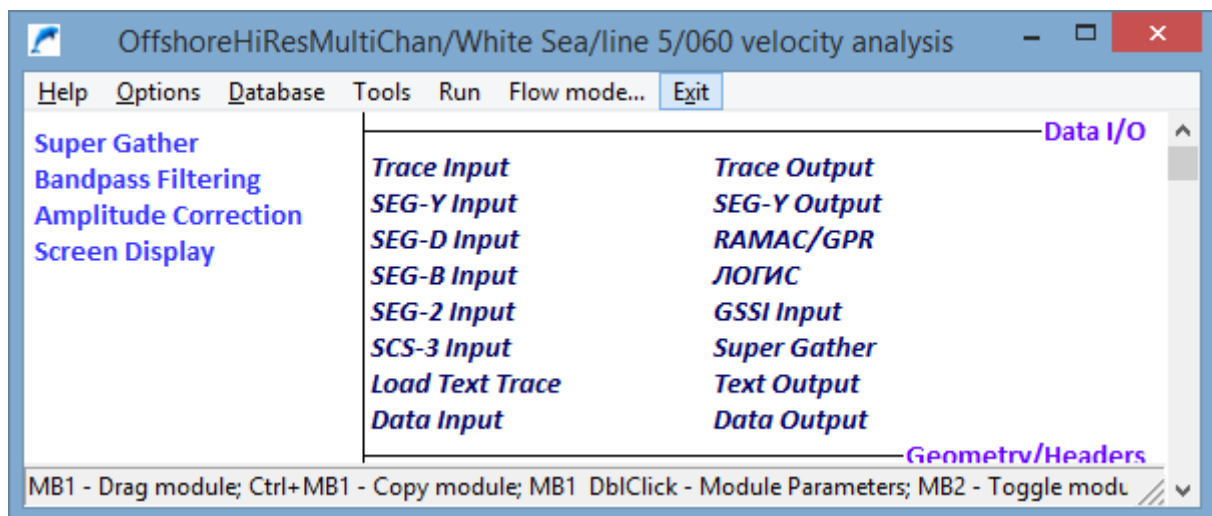 OffshoreHiResMultiChan/White Sea/line 5/060 velocity analysis
Help Options Database Tools Run Flow mode... Exit
Super Gather
Bandpass Filtering
Amplitude Correction
Screen Display
Data I/O
Trace Input Trace Output
SEG-Y Input SEG-Y Output
SEG-D Input RAMAC/GPR
SEG-B Input ЛОГИС
SEG-2 Input GSSI Input
SCS-3 Input Super Gather
Load Text Trace Text Output
Data Input Data Output
Geometry/Headers
MB1 - Drag module; Ctrl+MB1 - Copy module; MB1 DblClick - Module Parameters; MB2 - Toggle modu